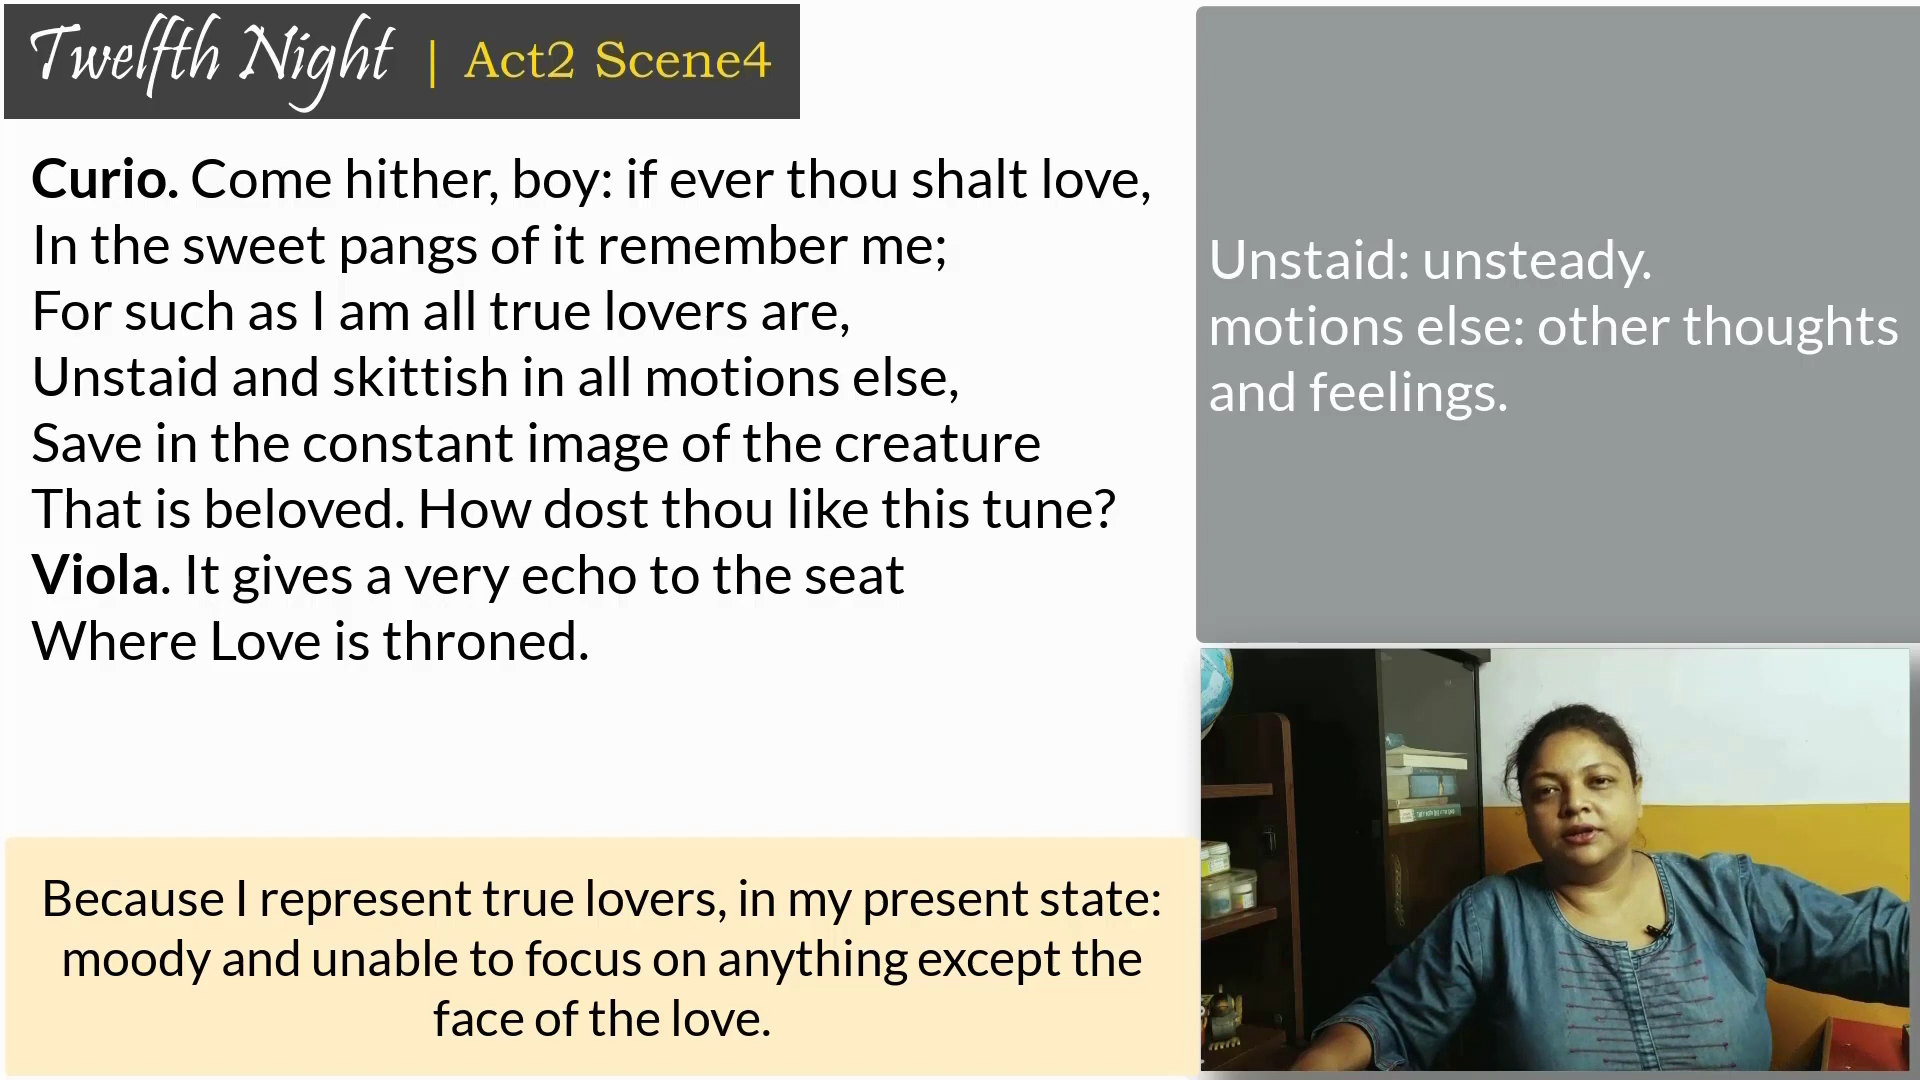 Twelfth Night | Act2 Scene4
Curio. Come hither, boy: if ever thou shalt love,
In the sweet pangs of it remember me;
For such as I am all true lovers are,
Unstaid and skittish in all motions else,
Save in the constant image of the creature
That is beloved. How dost thou like this tune?
Viola. It gives a very echo to the seat
Where Love is throned.
Unstaid: unsteady.
motions else: other thoughts
and feelings.
Because I represent true lovers, in my present state:
moody and unable to focus on anything except the
face of the love.